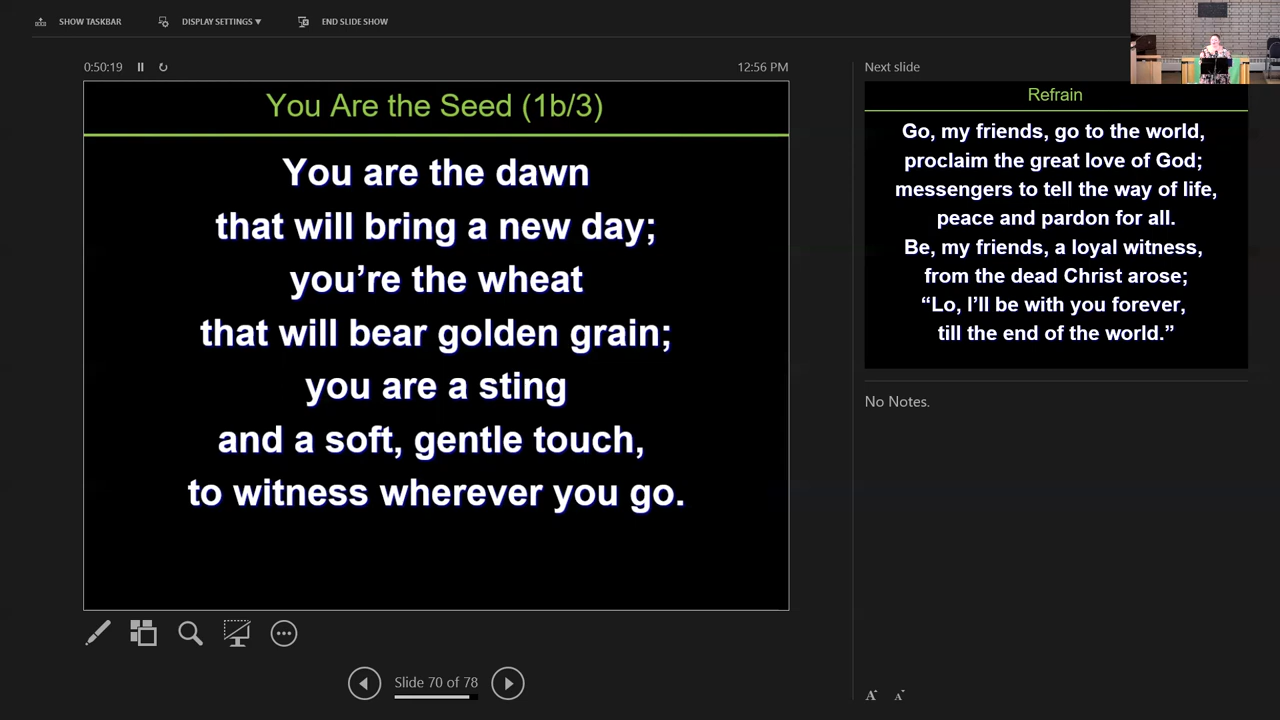 SHOW TASKBAR
DISPLAY SETTINGS
END SLIDE SHOW
0:50:19
12:56 PM
You Are the Seed (1b/3)
You are the dawn
that will bring a new day;
you’re the wheat
that will bear golden grain;
you are a sting
and a soft, gentle touch,
to witness wherever you go.
Slide 70 of 78
Next slide
Refrain
Go, my friends, go to the world,
proclaim the great love of God;
messengers to tell the way of life,
peace and pardon for all.
Be, my friends, a loyal witness,
from the dead Christ arose;
“Lo, I’ll be with you forever,
till the end of the world.”
No Notes.
A A